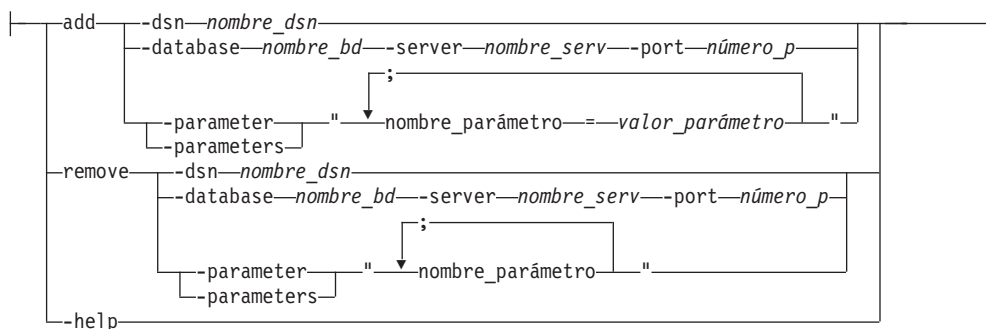 add -dsn nombre_dsn
-database nombre_bd -server nombre_serv -port número_p
;
-parameter " nombre_parámetro = valor_parámetro "
-parameters
remove -dsn nombre_dsn
-database nombre_bd -server nombre_serv -port número_p
;
-parameter " nombre_parámetro "
-parameters
-help